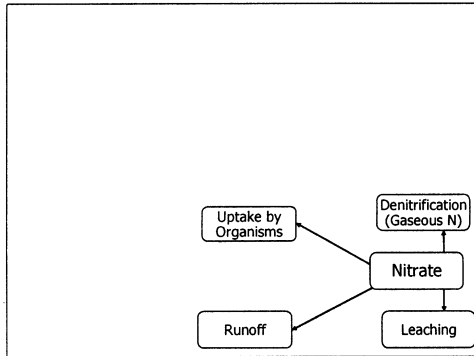 Denitrification
(Gaseous N)
Uptake by
Organisms
Nitrate
Runoff
Leaching